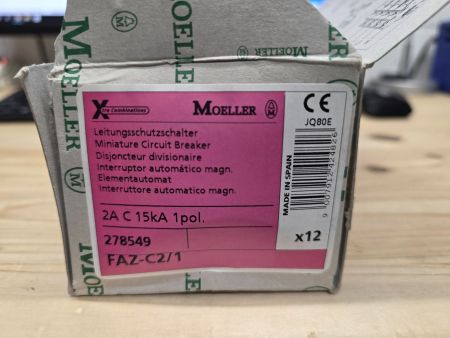 MOELLER
MOELLER
Xtra Combinations
MOELLER
CE
JQ80E
Leitungsschutzschalter
Miniature Circuit Breaker
Disjoncteur divisionaire
Interruptor automático magn.
Elementautomat
Interruttore automatico magn.
MADE IN SPAIN
2A C 15kA 1pol.
278549
x12
FAZ-C2/1
MOELLER